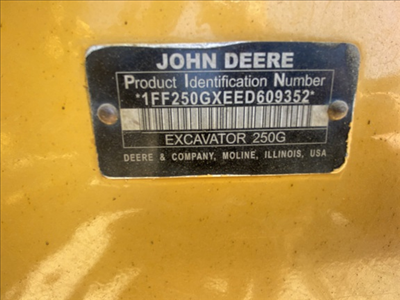 JOHN DEERE
Product Identification Number
*1FF250GXEED609352*
EXCAVATOR 250G
DEERE & COMPANY, MOLINE, ILLINOIS, USA